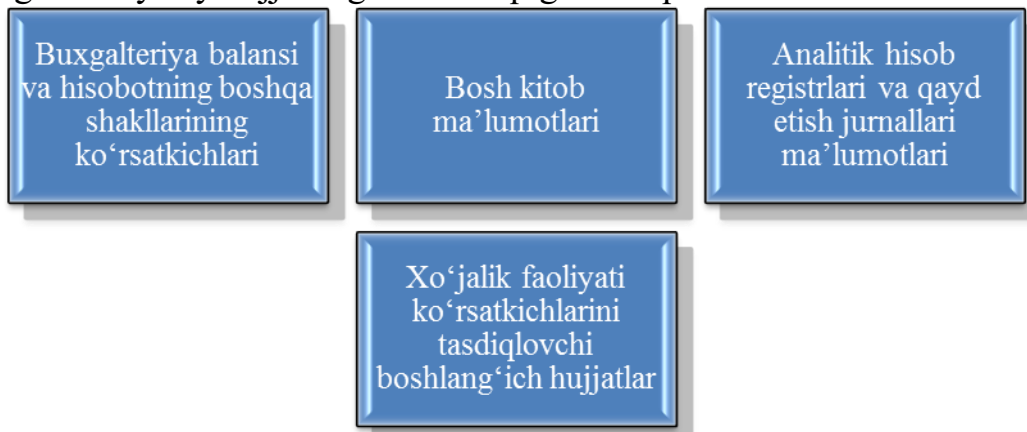 Buxgalteriya balansi
va hisobotning boshqa
shakllarining
ko‘rsatkichlari
Bosh kitob
ma’lumotlari
Analitik hisob
registrlari va qayd
etish jurnallari
ma’lumotlari
Xo‘jalik faoliyati
ko‘rsatkichlarini
tasdiqlovchi
boshlang‘ich hujjatlar